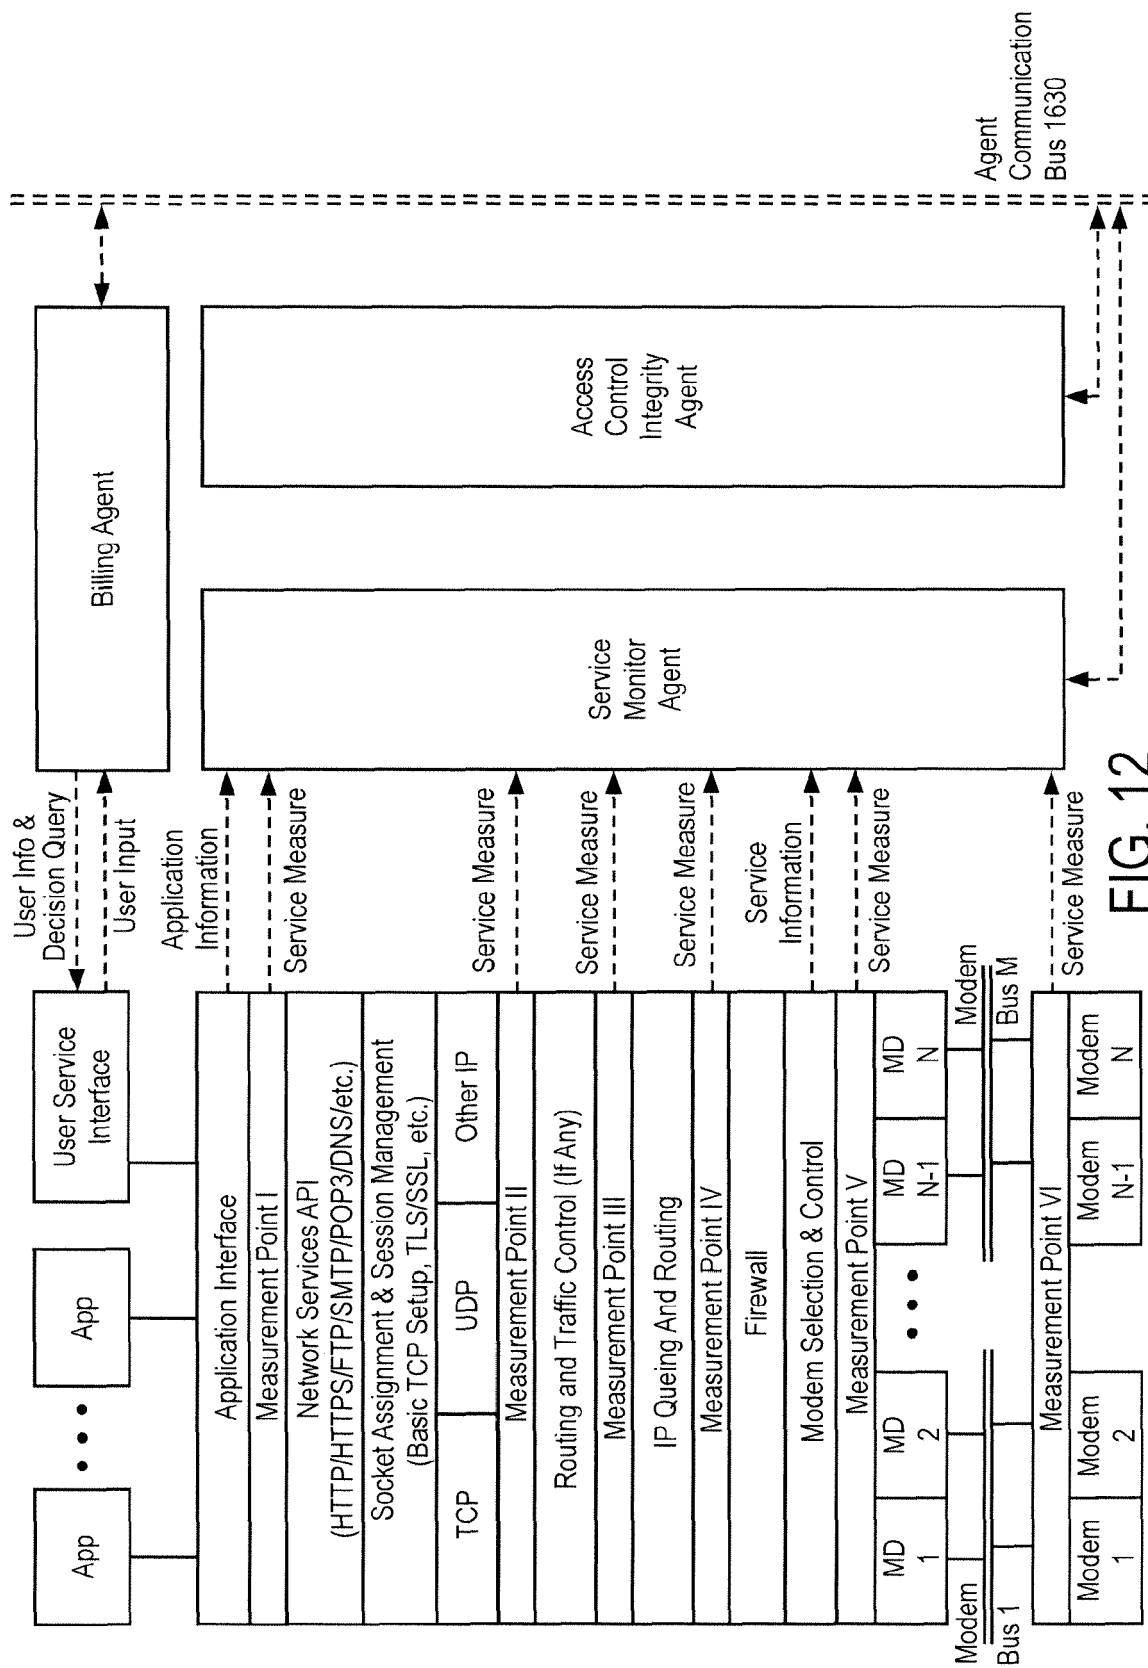 App
App
User Service
Interface
User Info &
Decision Query
User Input
Billing Agent
Application Interface
Application
Information
Measurement Point I
Service Measure
Network Services API
(HTTP/HTTPS/FTP/SMTP/POP3/DNS/etc.)
Socket Assignment & Session Management
(Basic TCP Setup, TLS/SSL, etc.)
TCP
UDP
Other IP
Measurement Point II
Service Measure
Routing and Traffic Control (If Any)
Measurement Point III
Service Measure
IP Queing And Routing
Measurement Point IV
Service Measure
Firewall
Modem Selection & Control
Service
Information
Measurement Point V
Service Measure
MD
1
MD
2
MD
N-1
MD
N
Modem
Bus 1
Modem
Bus M
Measurement Point VI
Service Measure
Modem
1
Modem
2
Modem
N-1
Modem
N
Service
Monitor
Agent
Access
Control
Integrity
Agent
Agent
Communication
Bus 1630
FIG. 12